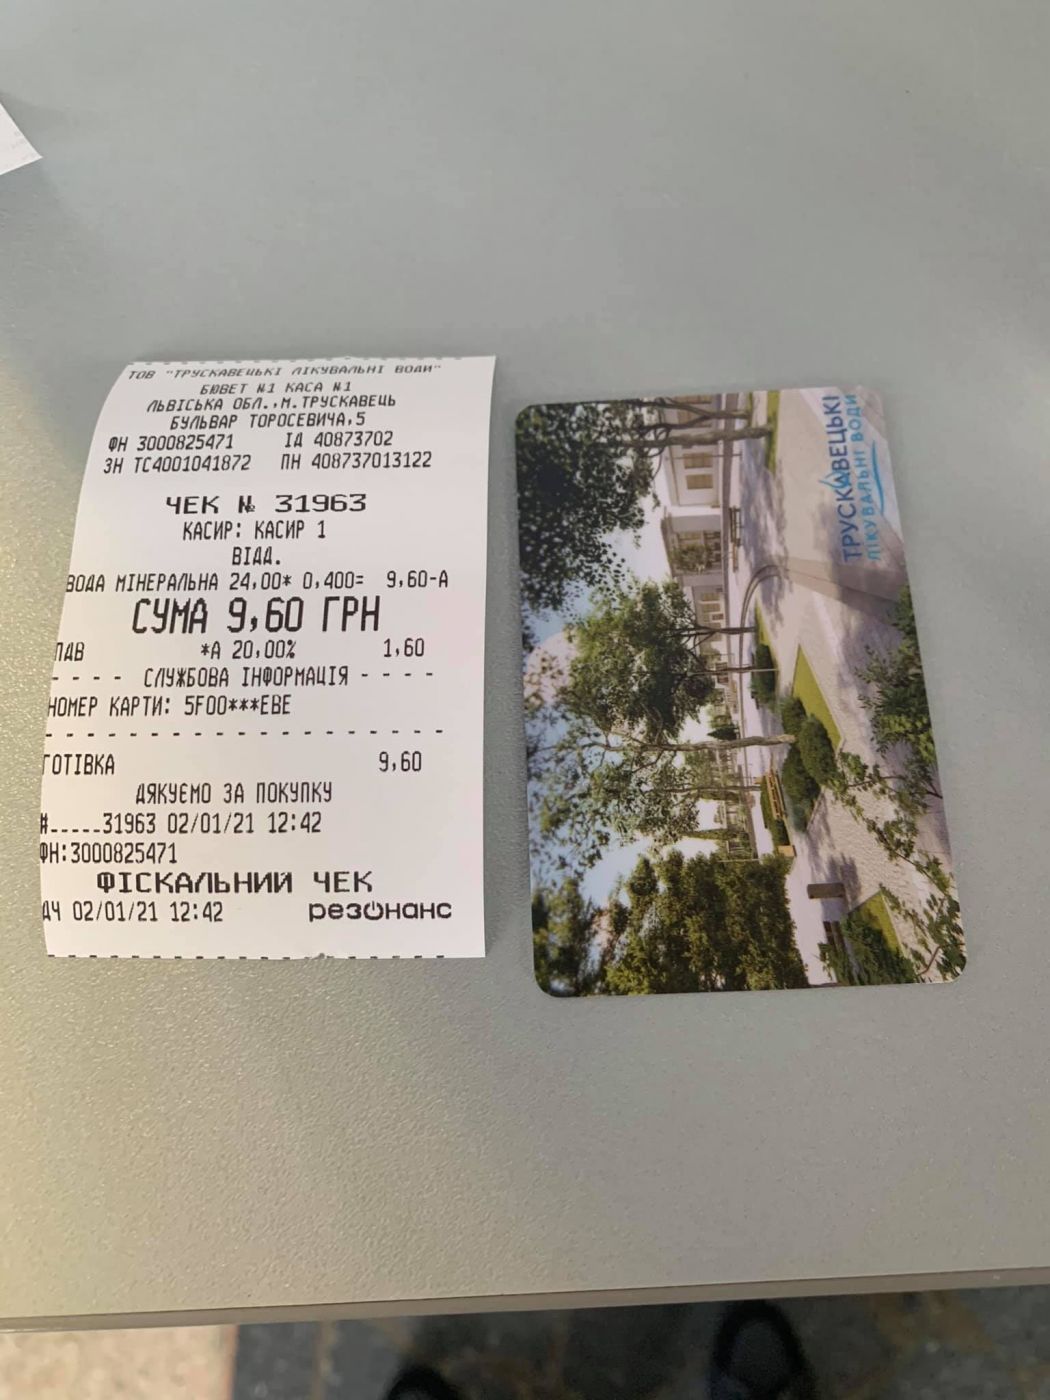 ТОВ "ТРУСКАВЕЦЬКІ ЛІКУВАЛЬНІ ВОДИ"
БЮВЕТ №1 КАСА №1
ЛЬВІСЬКА ОБЛ.,М.ТРУСКАВЕЦЬ
БУЛЬВАР ТОРОСЕВИЧА,5
ФН 3000825471 ІД 40873702
ЗН ТС4001041872 ПН 408737013122
ЧЕК № 31963
КАСИР: КАСИР 1
ВІДД.
ВОДА МІНЕРАЛЬНА 24,00* 0,400= 9,60-А
СУМА 9,60 ГРН
ПДВ *А 20,00% 1,60
- - - - СЛУЖБОВА ІНФОРМАЦІЯ - - - -
НОМЕР КАРТИ: 5F00***EBE
ГОТІВКА 9,60
ДЯКУЄМО ЗА ПОКУПКУ
#.....31963 02/01/21 12:42
ФН:3000825471
ФІСКАЛЬНИЙ ЧЕК
ДЧ 02/01/21 12:42 резонанс
ТРУСКАВЕЦЬКІ
ЛІКУВАЛЬНІ ВОДИ